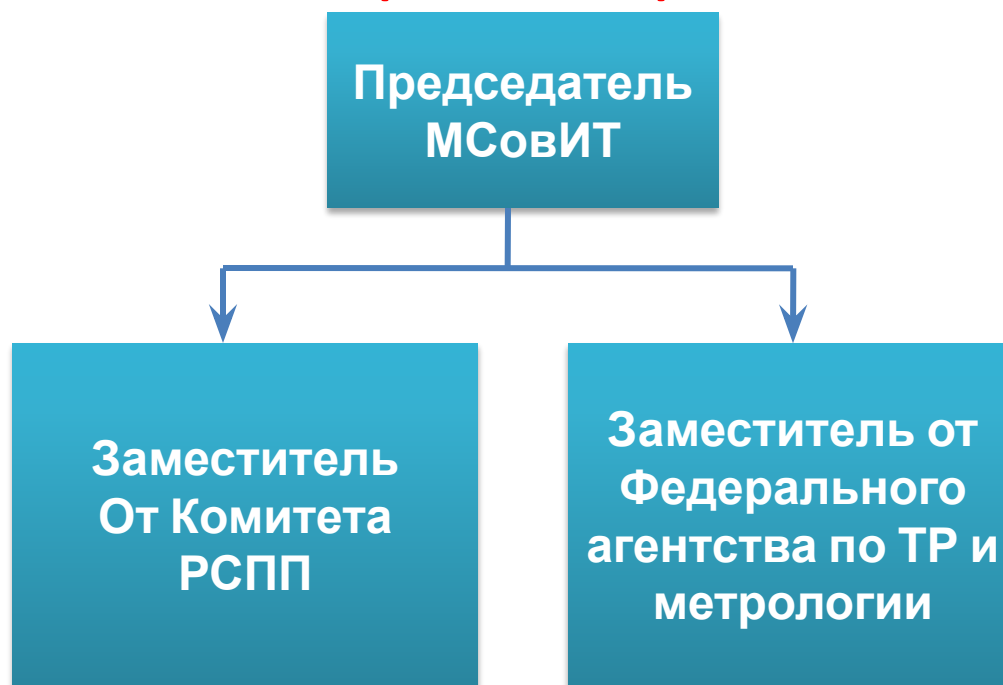 Председатель
МСовИТ
Заместитель
От Комитета
РСПП
Заместитель от
Федерального
агентства по ТР и
метрологии